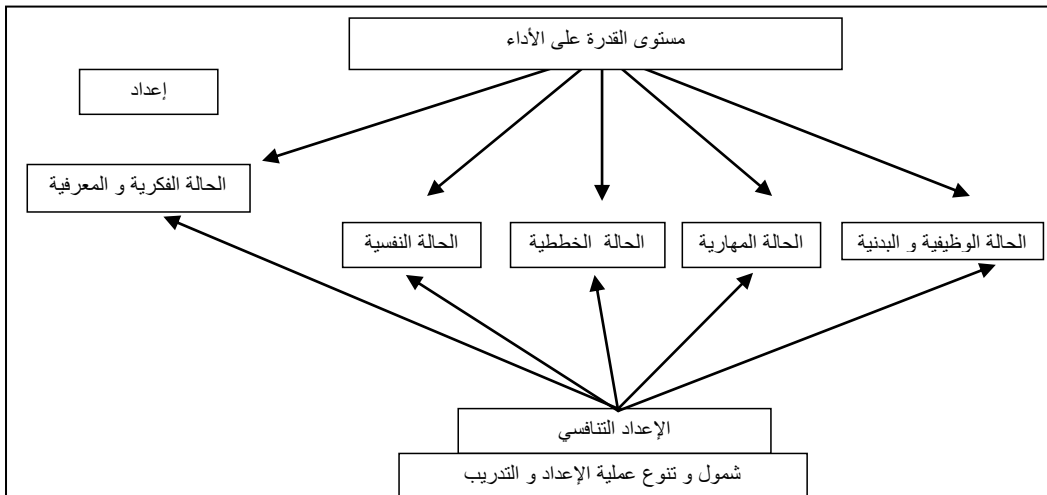 مستوى القدرة على الأداء
إعداد
الحالة الفكرية و المعرفية
الحالة الوظيفية و البدنية
الحالة المهارية
الحالة الخططية
الحالة النفسية
الإعداد التنافسي
شمول و تنوع عملية الإعداد و التدريب